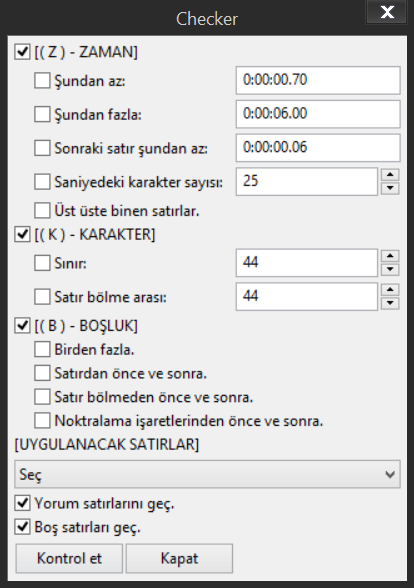 Checker
X
[( Z ) - ZAMAN]
Şundan az: 0:00:00.70
Şundan fazla: 0:00:06.00
Sonraki satır şundan az: 0:00:00.06
Saniyedeki karakter sayısı: 25
Üst üste binen satırlar.
[( K ) - KARAKTER]
Sınır: 44
Satır bölme arası: 44
[( B ) - BOŞLUK]
Birden fazla.
Satırdan önce ve sonra.
Satır bölmeden önce ve sonra.
Noktralama işaretlerinden önce ve sonra.
[UYGULANACAK SATIRLAR]
Seç
Yorum satırlarını geç.
Boş satırları geç.
Kontrol et Kapat